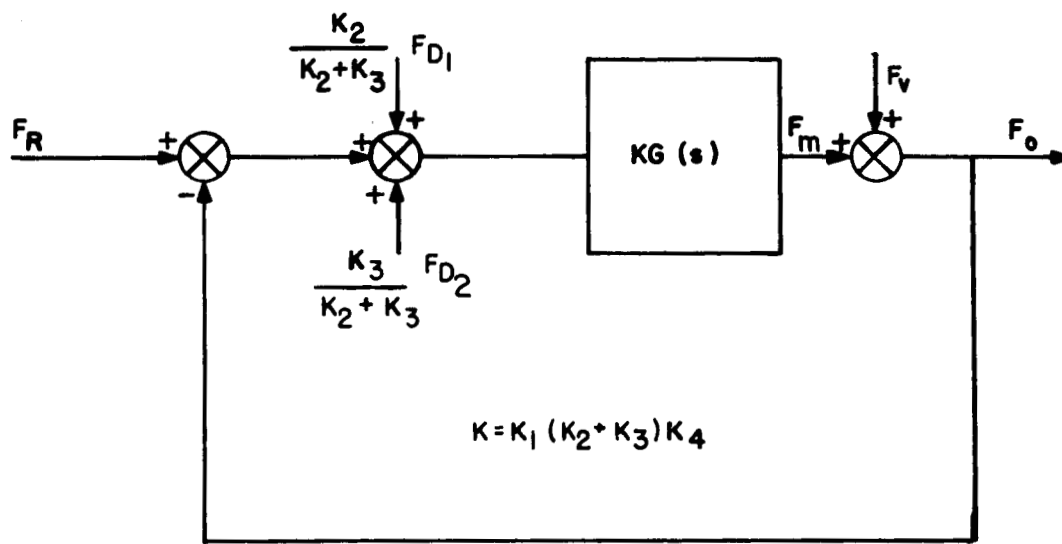 K2
K2+K3
FD1
FR
+
-
+
+
+
KG (s)
Fm
Fv
+
+
Fo
K3
K2 + K3
FD2
K=K1 (K2+ K3) K4